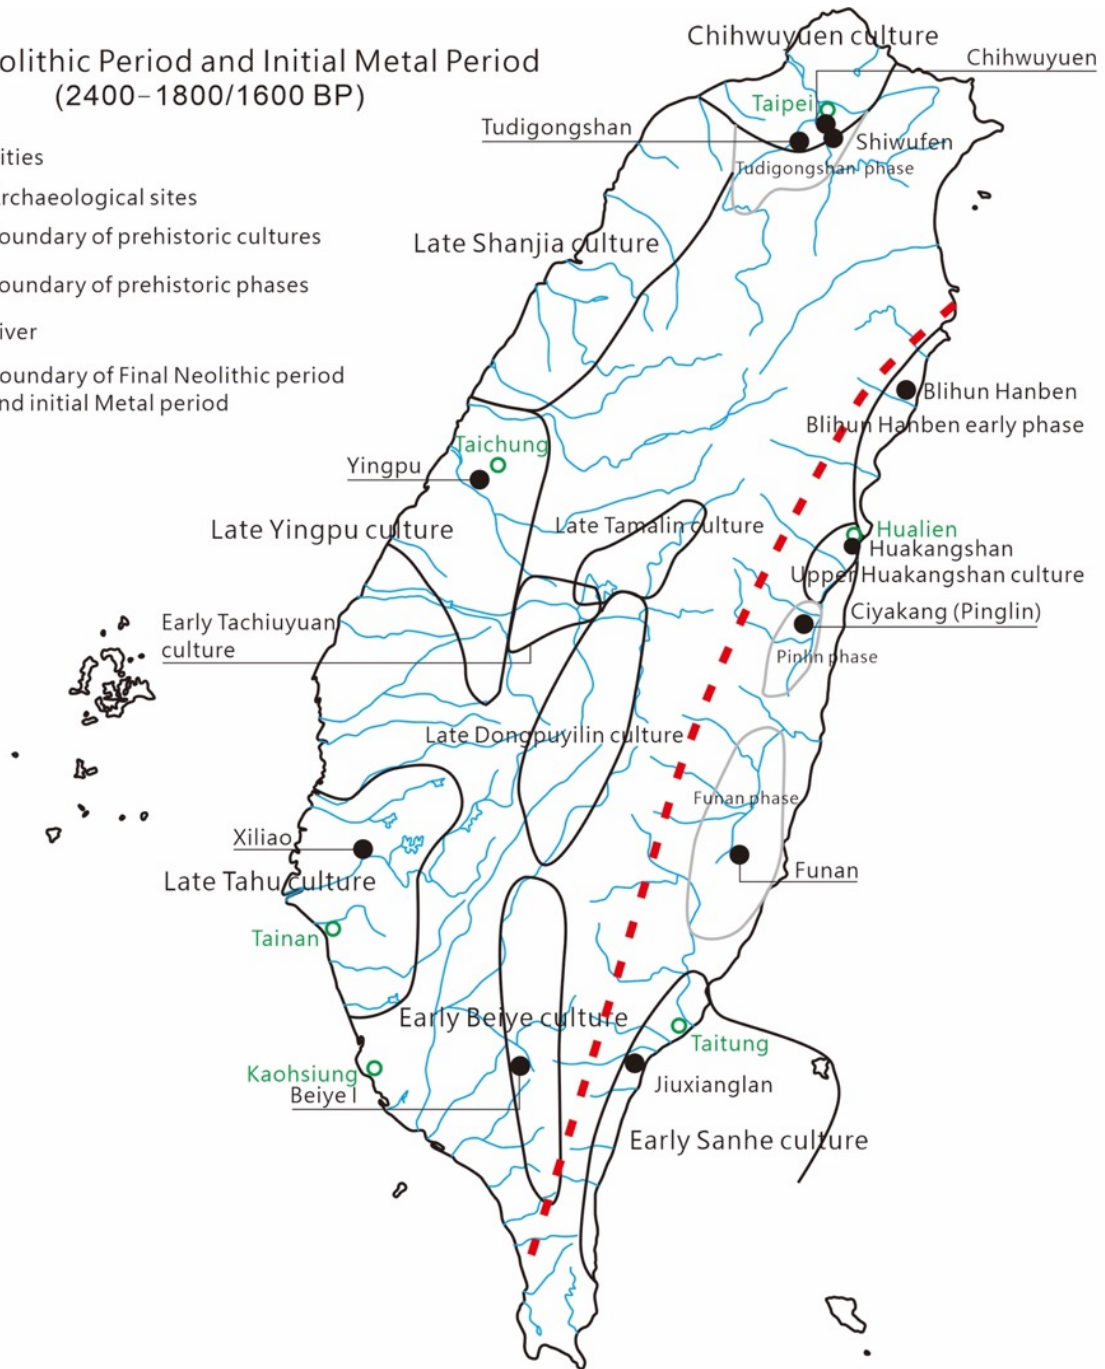 olithic Period and Initial Metal Period
(2400–1800/1600 BP)
ities
rchaeological sites
oundary of prehistoric cultures
oundary of prehistoric phases
iver
oundary of Final Neolithic period
nd initial Metal period
Chihwuyuen culture
Chihwuyuen
Taipei
Tudigongshan
Shiwufen
Tudigongshan phase
Late Shanjia culture
Blihun Hanben
Blihun Hanben early phase
Taichung
Yingpu
Late Yingpu culture
Late Tamalin culture
Hualien
Huakangshan
Upper Huakangshan culture
Ciyakang (Pinglin)
Early Tachiuyuan
culture
Pinlin phase
Late Dongpuyilin culture
Funan phase
Xiliao
Funan
Late Tahu culture
Tainan
Early Beiye culture
Taitung
Kaohsiung
Beiye I
Jiuxianglan
Early Sanhe culture